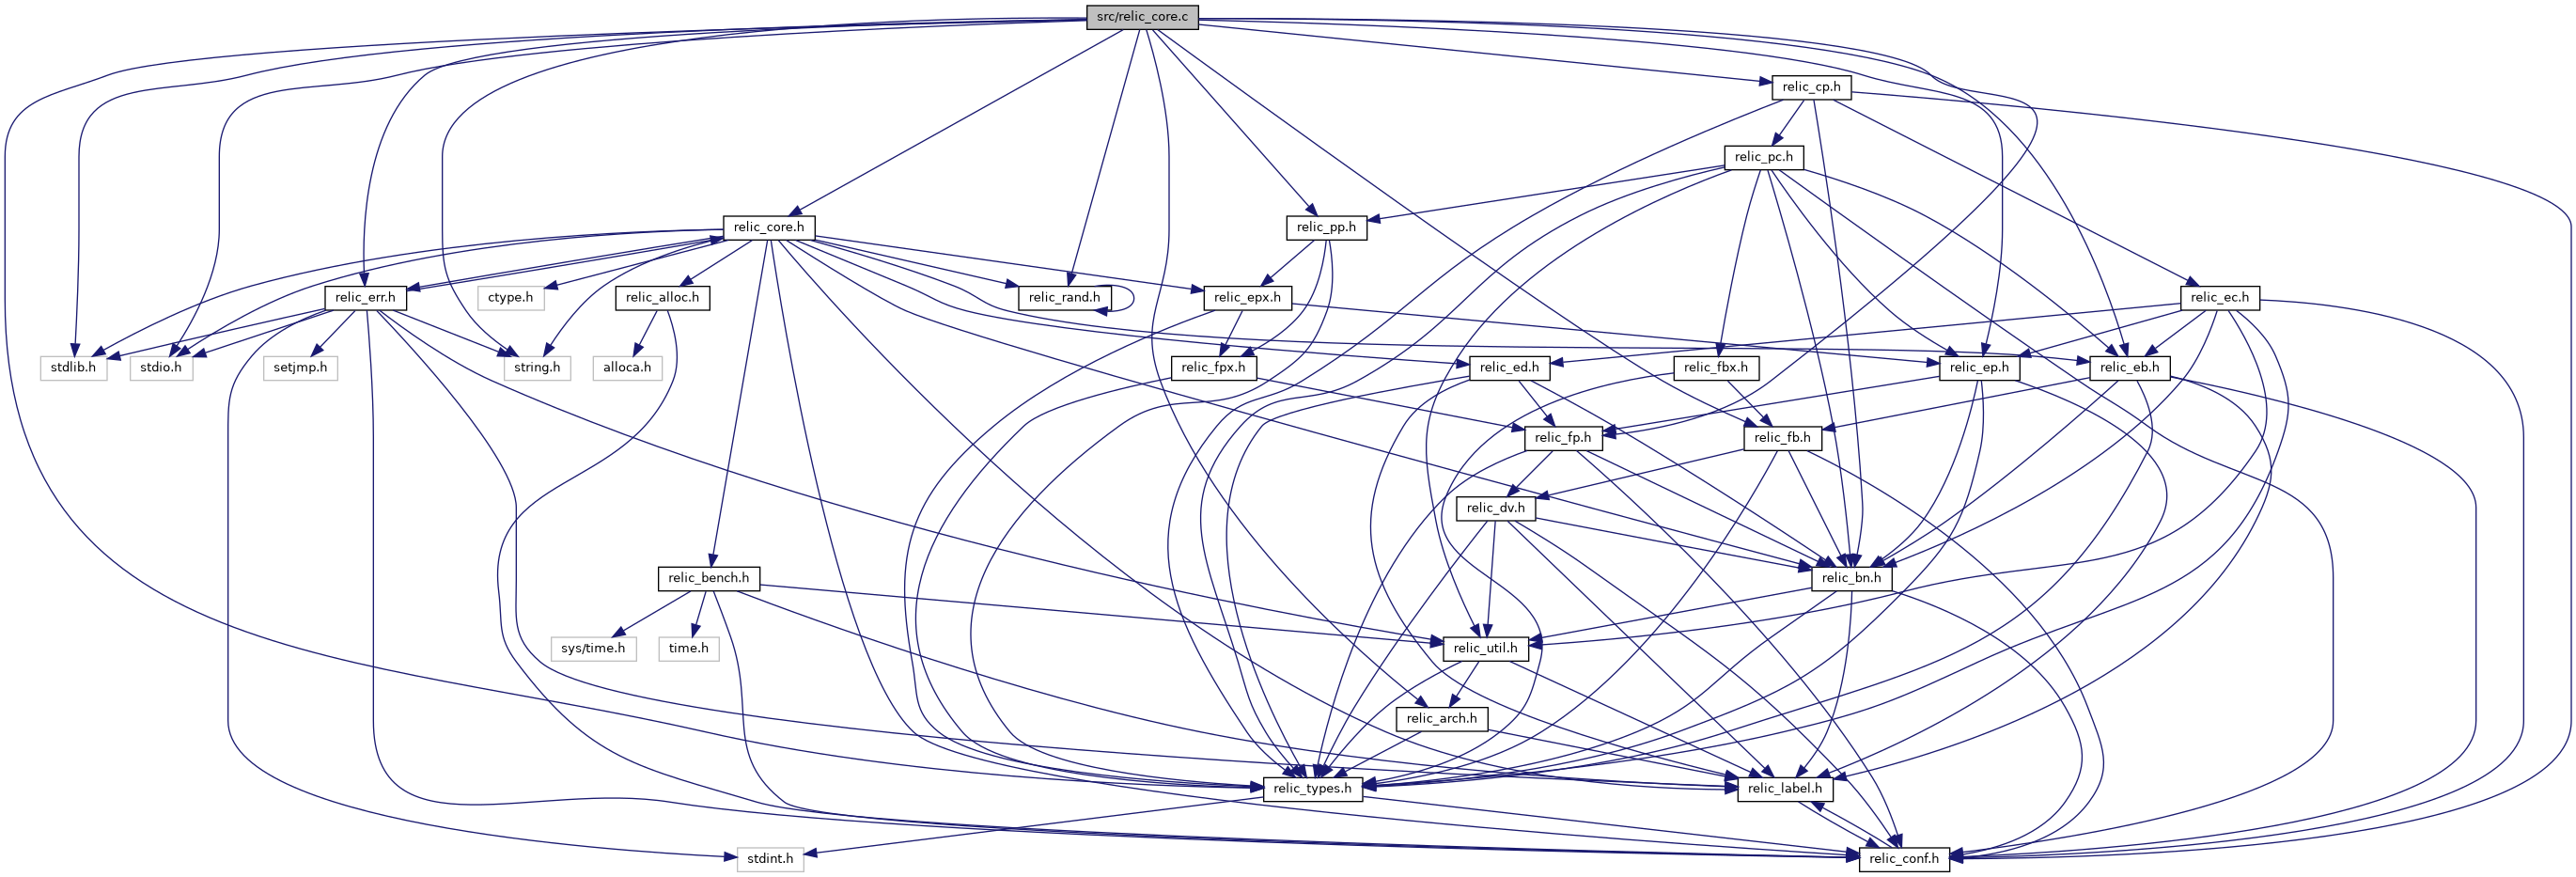 src/relic_core.c
relic_cp.h
relic_pc.h
relic_core.h
relic_pp.h
relic_err.h
ctype.h
relic_alloc.h
relic_rand.h
relic_epx.h
relic_ec.h
stdlib.h
stdio.h
setjmp.h
string.h
alloca.h
relic_fpx.h
relic_ed.h
relic_fbx.h
relic_ep.h
relic_eb.h
relic_fp.h
relic_fb.h
relic_dv.h
relic_bench.h
relic_bn.h
sys/time.h
time.h
relic_util.h
relic_arch.h
relic_types.h
relic_label.h
stdint.h
relic_conf.h